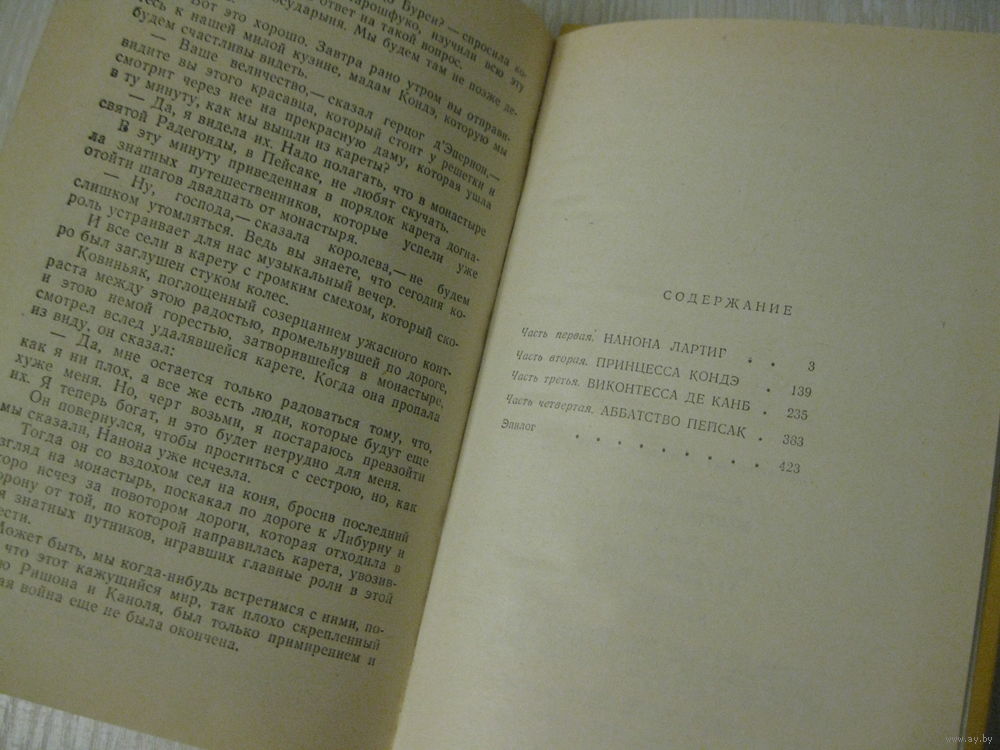 Бурси?— спросила ко-
ответ на такой вопрос.
Ларошфуко, изучили всю эту
государыня. Мы будем там не позже де-
Вот это хорошо. Завтра рано утром вы отправи-
тесь к нашей милой кузине, мадам Кондэ, которую мы
будем счастливы видеть.
— Ваше величество,— сказал герцог д'Эпернон,—
видите вы этого красавца, который стоит у решетки и
смотрит через нее на прекрасную даму, которая ушла
в ту минуту, как мы вышли из кареты?
— Да, я видела их. Надо полагать, что в монастыре
святой Радегонды, в Пейсаке, не любят скучать.
В эту минуту приведенная в порядок карета догна-
ла знатных путешественников, которые успели уже
отойти шагов двадцать от монастыря.
— Ну, господа,— сказала королева,— не будем
слишком утомляться. Ведь вы знаете, что сегодня ко-
роль устраивает для нас музыкальный вечер.
И все сели в карету с громким смехом, который ско-
ро был заглушен стуком колес.
Ковиньяк, поглощенный созерцанием ужасного конт-
раста между этою радостью, промелькнувшей по дороге,
и этою немой горестью, затворившейся в монастыре,
смотрел вслед удалявшейся карете. Когда она пропала
из виду, он сказал:
— Да, мне остается только радоваться тому, что,
как я ни плох, а все же есть люди, которые будут еще
хуже меня. Но, черт возьми, я постараюсь превзойти
их. Я теперь богат, и это будет нетрудно для меня.
Он повернулся, чтобы проститься с сестрою, но, как
мы сказали, Нанона уже исчезла.
Тогда он со вздохом сел на коня, бросив последний
взгляд на монастырь, поскакал по дороге к Либурну и
скоро исчез за поворотом дороги, которая отходила в
сторону от той, по которой направилась карета, увозив-
я знатных путников, игравших главные роли в этой
ести.
Может быть, мы когда-нибудь встретимся с ними, по-
что этот кажущийся мир, так плохо скрепленный
ю Ришона и Каноля, был только примирением и
ая война еще не была окончена.
СОДЕРЖАНИЕ
Часть первая. НАНОНА ЛАРТИГ . . 3
Часть вторая. ПРИНЦЕССА КОНДЭ . 139
Часть третья. ВИКОНТЕССА ДЕ КАНБ . 235
Часть четвертая. АББАТСТВО ПЕЙСАК . 363
Эпилог . . . . . . . . 423
www.ay.by